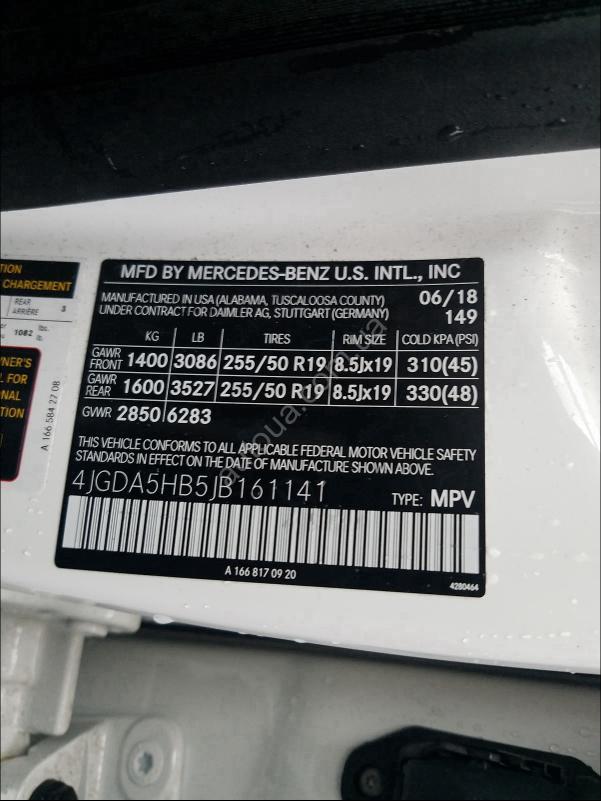 MFD BY MERCEDES-BENZ U.S. INTL., INC
MANUFACTURED IN USA (ALABAMA, TUSCALOOSA COUNTY) 06/18
UNDER CONTRACT FOR DAIMLER AG, STUTTGART (GERMANY) 149
KG LB TIRES RIM SIZE COLD KPA (PSI)
GAWR FRONT 1400 3086 255/50 R19 8.5Jx19 310(45)
GAWR REAR 1600 3527 255/50 R19 8.5Jx19 330(48)
GVWR 2850 6283
THIS VEHICLE CONFORMS TO ALL APPLICABLE FEDERAL MOTOR VEHICLE SAFETY
STANDARDS IN EFFECT ON THE DATE OF MANUFACTURE SHOWN ABOVE.
4JGDA5HB5JB161141 TYPE: MPV
A 166 817 09 20
4280464
CHARGEMENT
REAR 3
ARRIÈRE
1082 lbs.
lb.
FOR
A 166 584 27 08